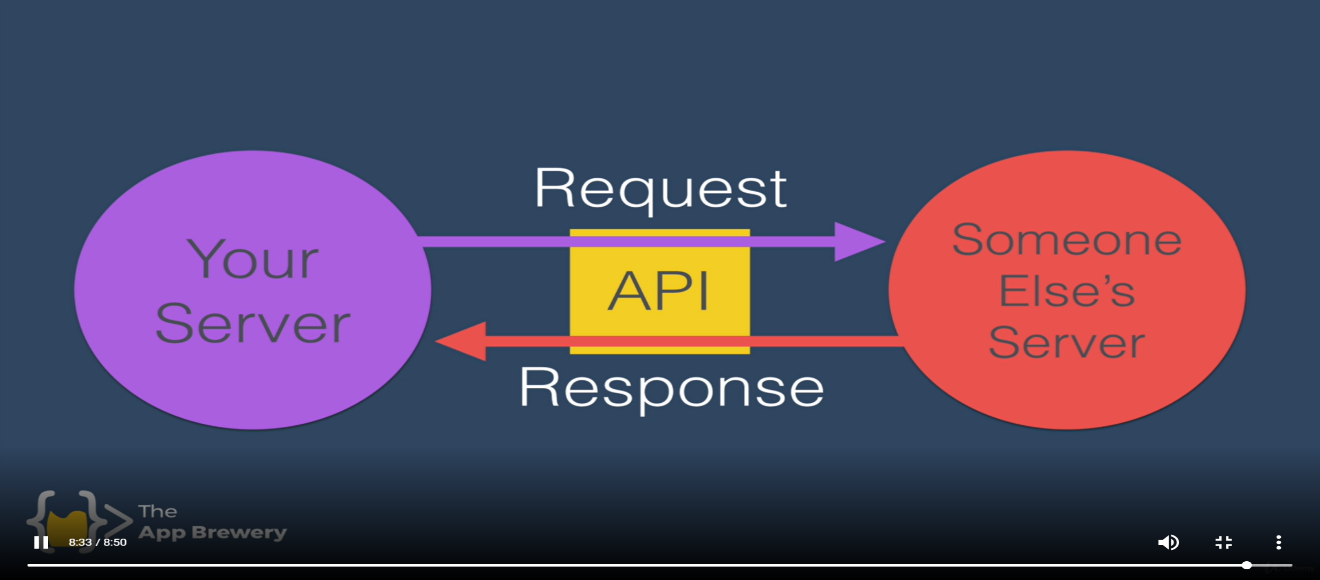 Request
Your
Server
API
Someone
Else's
Server
Response
The
App Brewery
8:33 / 8:50